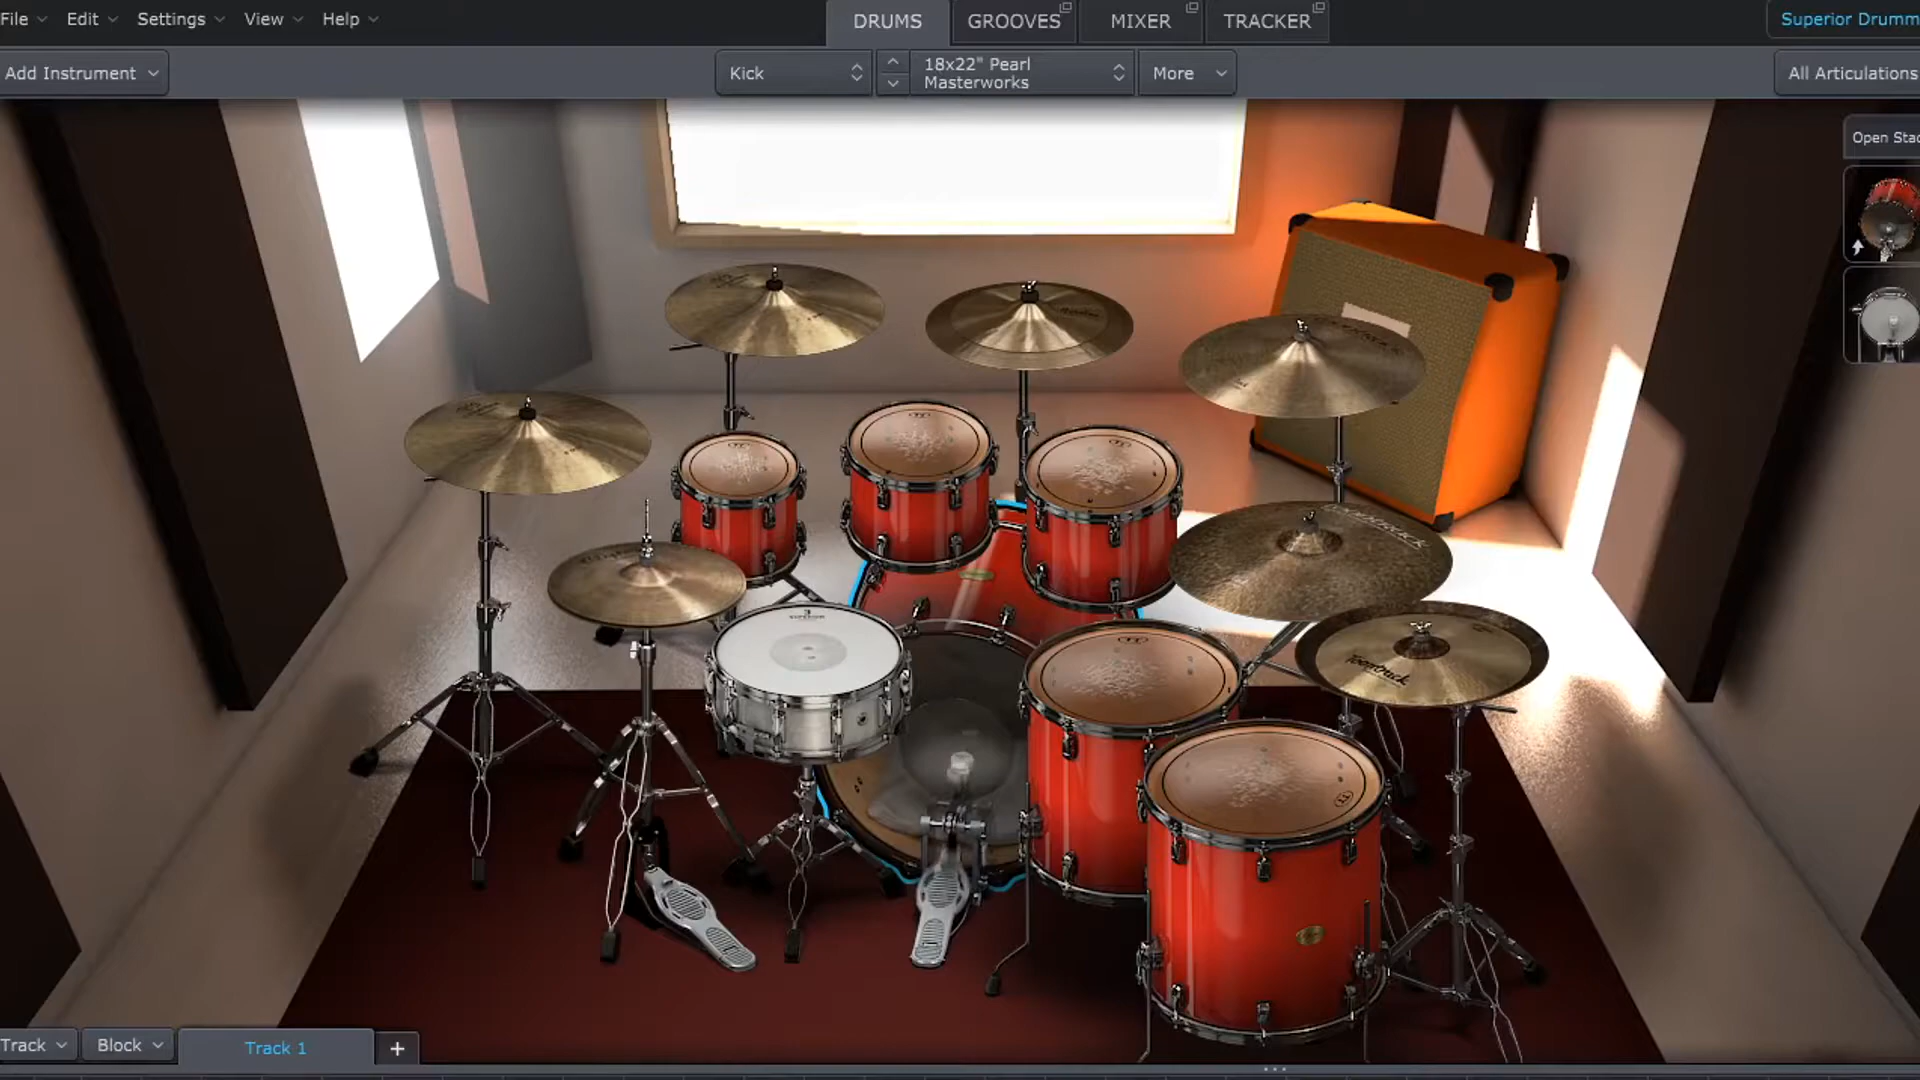 File Edit Settings View Help
DRUMS GROOVES MIXER TRACKER
Superior Drumm
Add Instrument
Kick
18x22" Pearl
Masterworks
More
All Articulations
Open Stac
Toontrack
Track Block Track 1 +